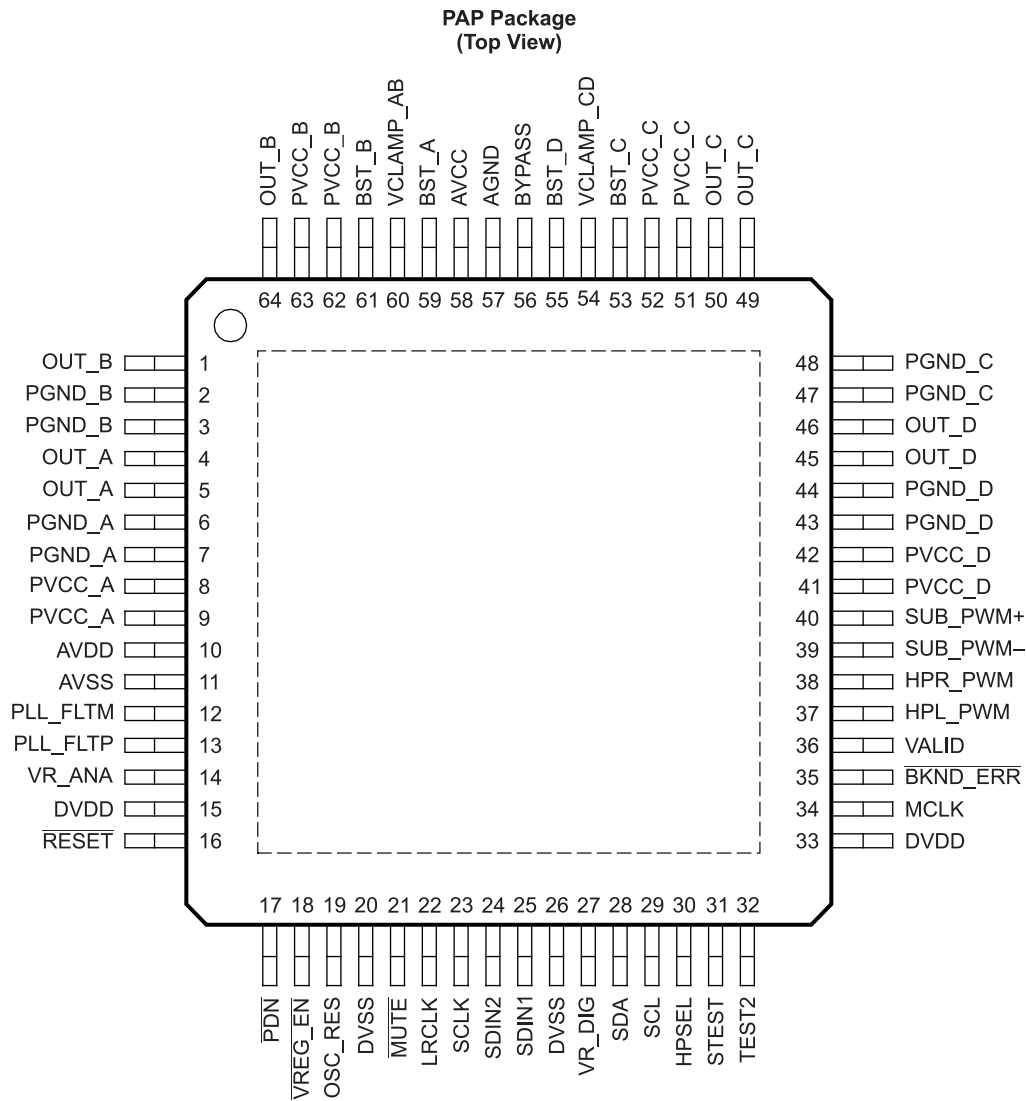 PAP Package
(Top View)
OUT_B
PVCC_B
PVCC_B
BST_B
VCLAMP_AB
BST_A
AVCC
AGND
BYPASS
BST_D
VCLAMP_CD
BST_C
PVCC_C
PVCC_C
OUT_C
OUT_C
64 63 62 61 60 59 58 57 56 55 54 53 52 51 50 49
OUT_B 1
PGND_B 2
PGND_B 3
OUT_A 4
OUT_A 5
PGND_A 6
PGND_A 7
PVCC_A 8
PVCC_A 9
AVDD 10
AVSS 11
PLL_FLTM 12
PLL_FLTP 13
VR_ANA 14
DVDD 15
RESET 16
48 PGND_C
47 PGND_C
46 OUT_D
45 OUT_D
44 PGND_D
43 PGND_D
42 PVCC_D
41 PVCC_D
40 SUB_PWM+
39 SUB_PWM–
38 HPR_PWM
37 HPL_PWM
36 VALID
35 BKND_ERR
34 MCLK
33 DVDD
17 18 19 20 21 22 23 24 25 26 27 28 29 30 31 32
PDN
VREG_EN
OSC_RES
DVSS
MUTE
LRCLK
SCLK
SDIN2
SDIN1
DVSS
VR_DIG
SDA
SCL
HPSEL
STEST
TEST2